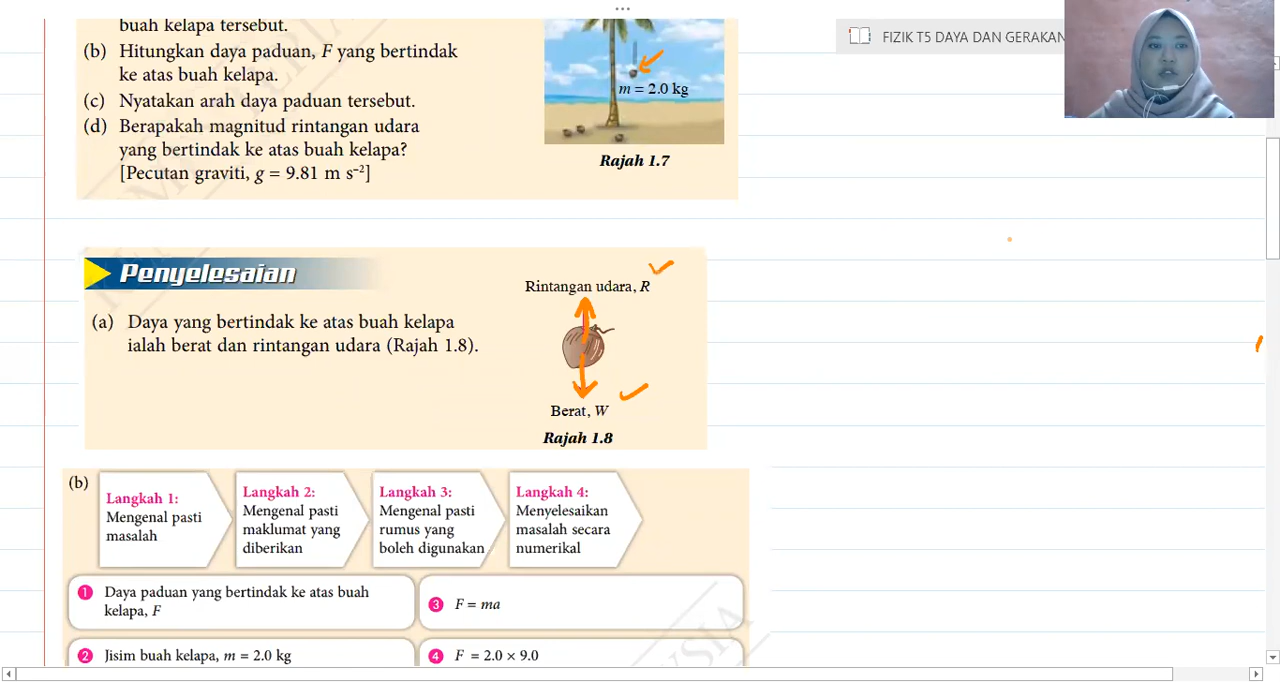 buah kelapa tersebut.
(b) Hitungkan daya paduan, F yang bertindak
ke atas buah kelapa.
(c) Nyatakan arah daya paduan tersebut.
(d) Berapakah magnitud rintangan udara
yang bertindak ke atas buah kelapa?
[Pecutan graviti, g = 9.81 m s⁻²]
m = 2.0 kg
Rajah 1.7
FIZIK T5 DAYA DAN GERAKAN
Penyelesaian
(a) Daya yang bertindak ke atas buah kelapa
ialah berat dan rintangan udara (Rajah 1.8).
Rintangan udara, R
Berat, W
Rajah 1.8
(b)
Langkah 1:
Mengenal pasti
masalah
Langkah 2:
Mengenal pasti
maklumat yang
diberikan
Langkah 3:
Mengenal pasti
rumus yang
boleh digunakan
Langkah 4:
Menyelesaikan
masalah secara
numerikal
1 Daya paduan yang bertindak ke atas buah
kelapa, F
3 F = ma
2 Jisim buah kelapa, m = 2.0 kg
4 F = 2.0 × 9.0